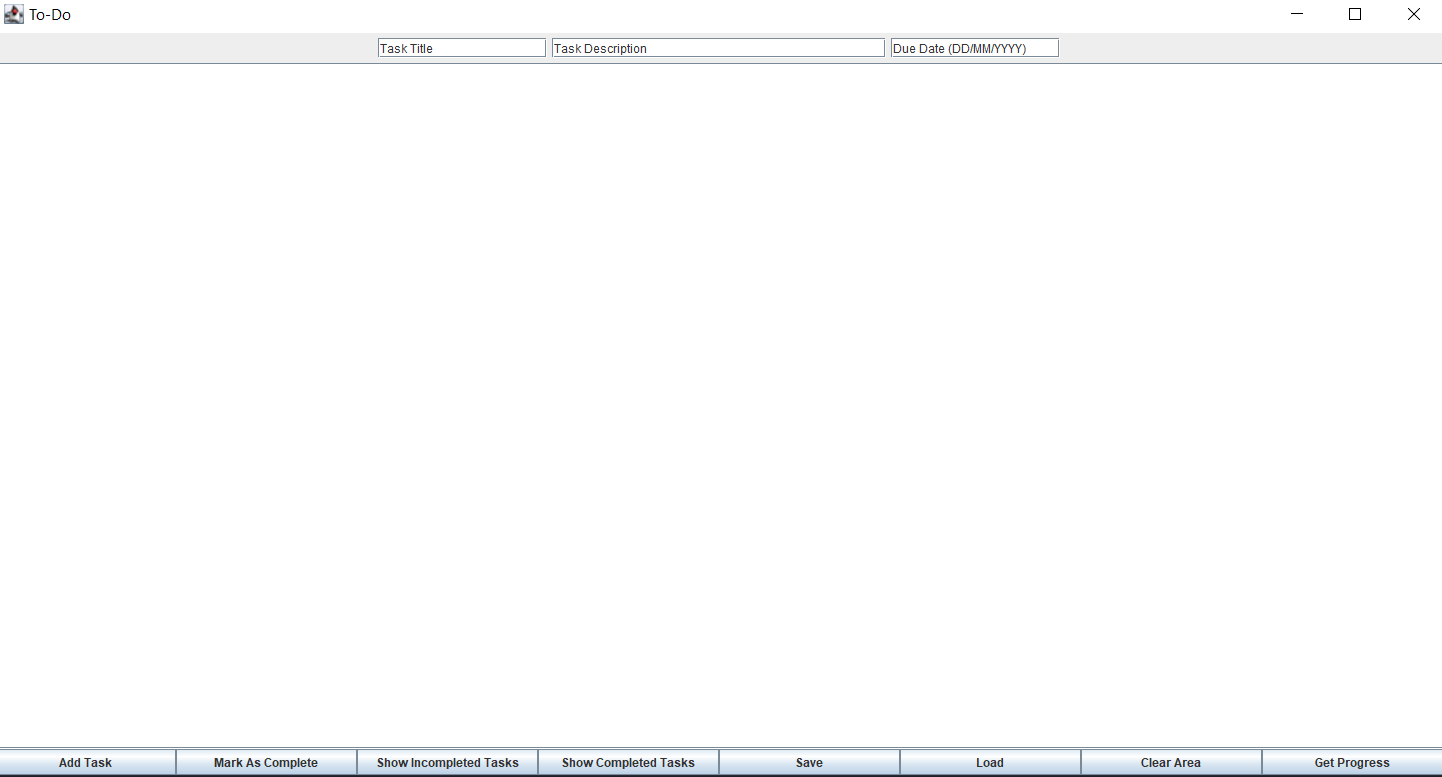 To-Do
Task Title Task Description Due Date (DD/MM/YYYY)
Add Task Mark As Complete Show Incompleted Tasks Show Completed Tasks Save Load Clear Area Get Progress